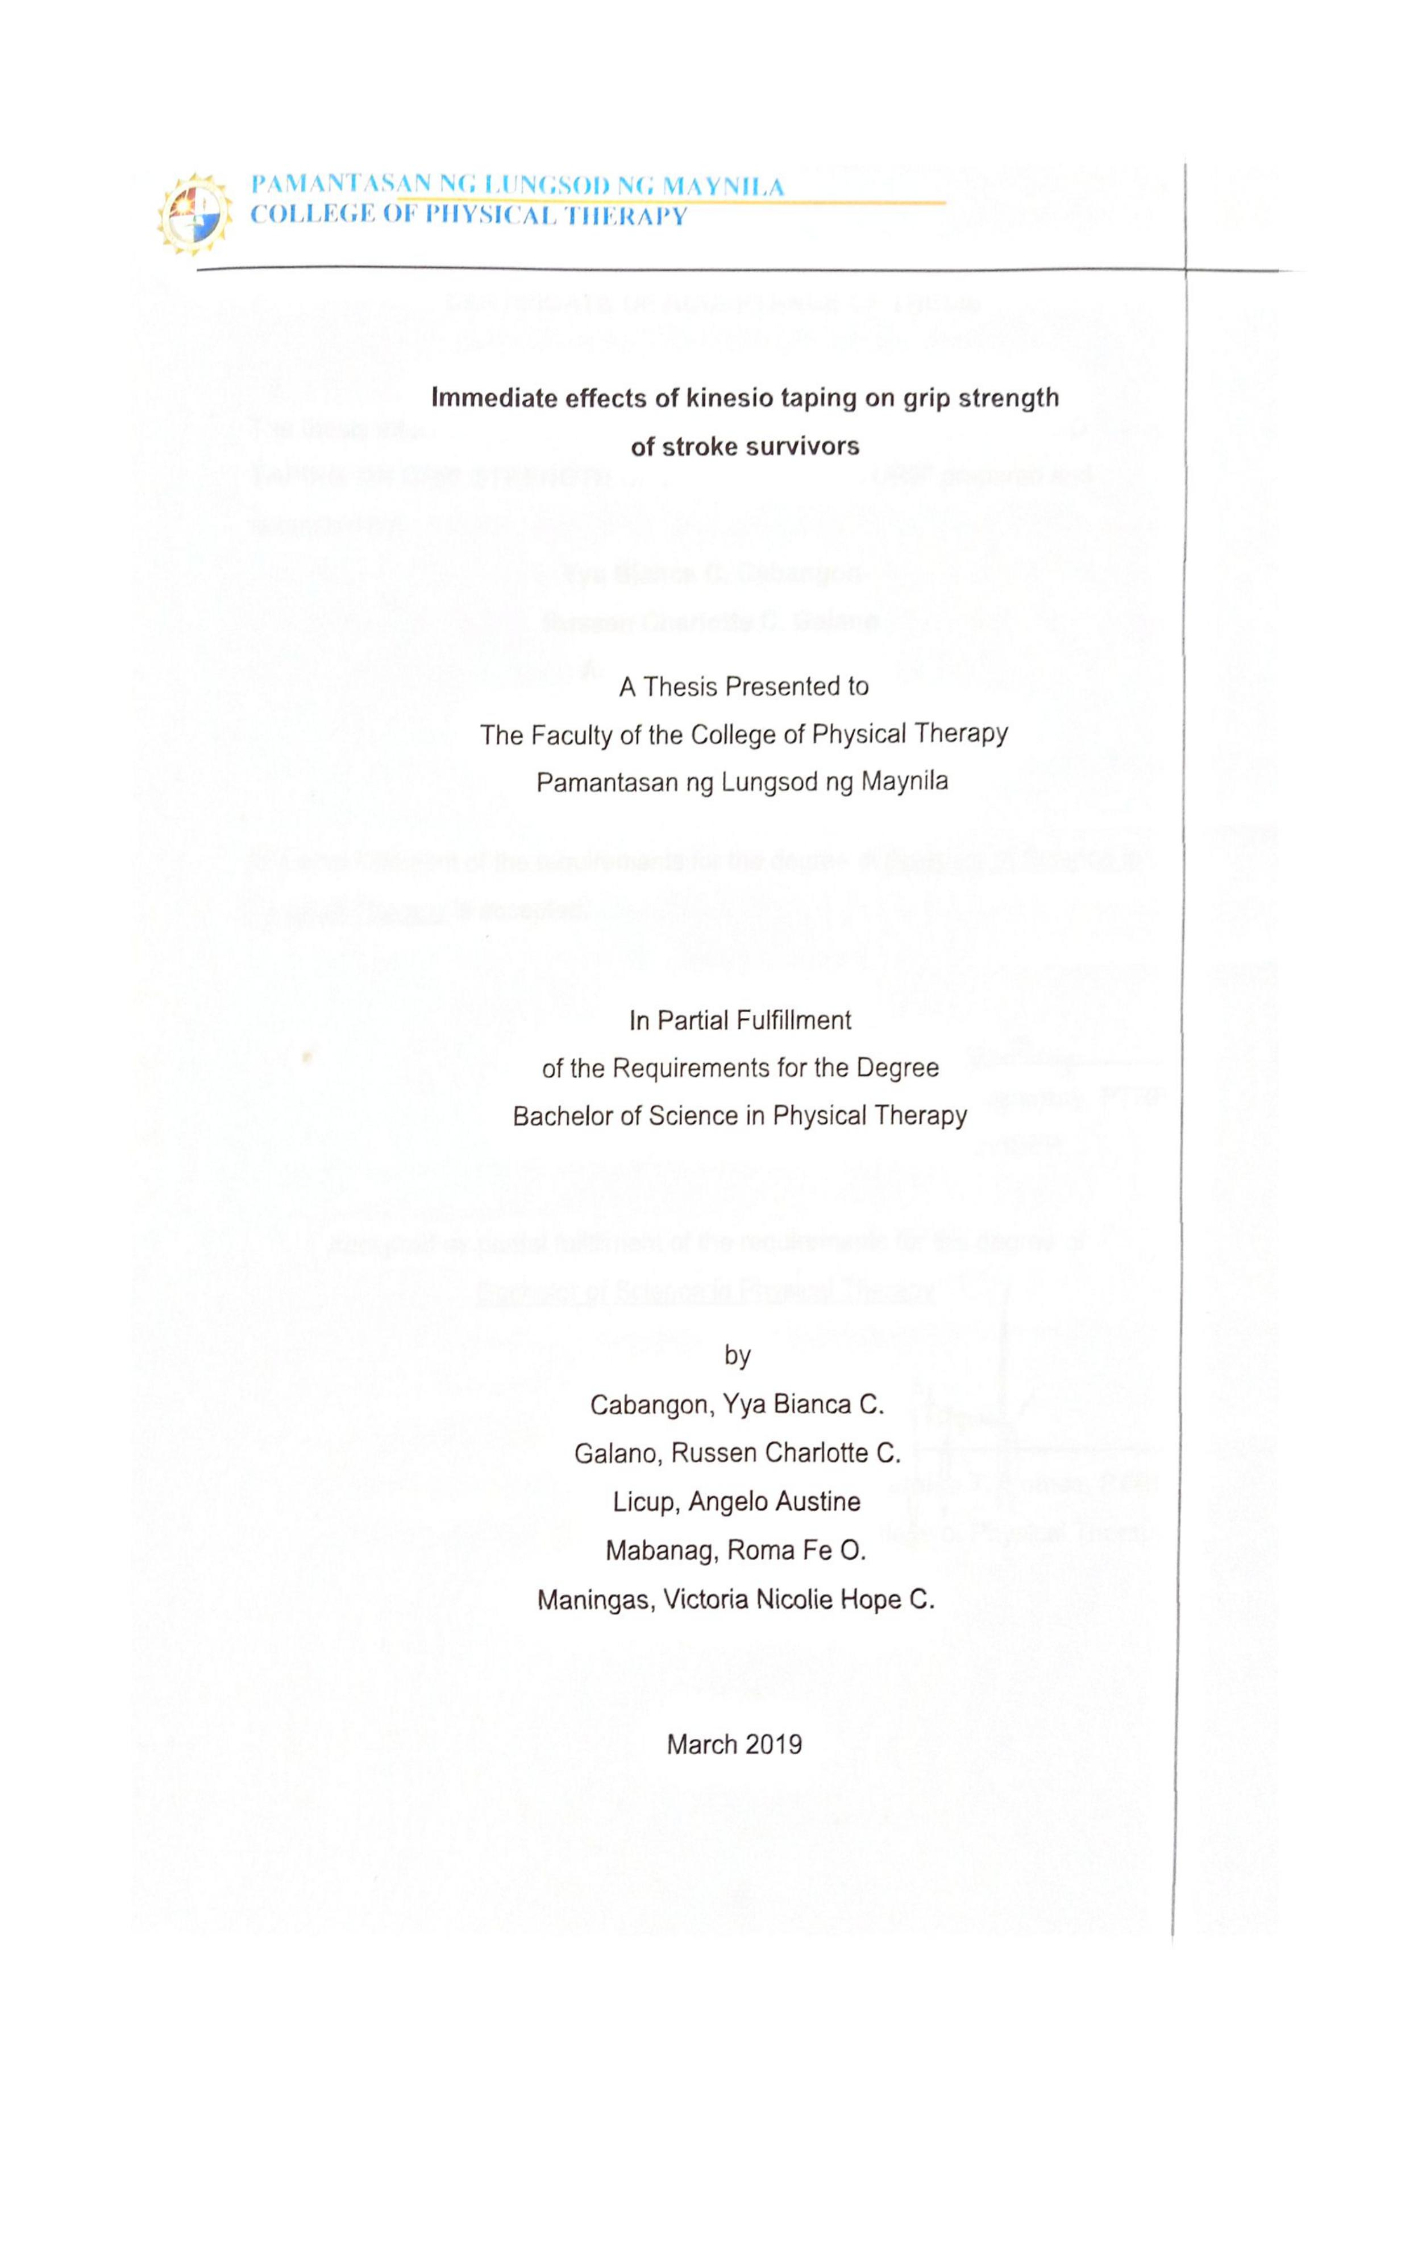 PAMANTASAN NG LUNGSOD NG MAYNILA
COLLEGE OF PHYSICAL THERAPY
Immediate effects of kinesio taping on grip strength
of stroke survivors
A Thesis Presented to
The Faculty of the College of Physical Therapy
Pamantasan ng Lungsod ng Maynila
In Partial Fulfillment
of the Requirements for the Degree
Bachelor of Science in Physical Therapy
by
Cabangon, Yya Bianca C.
Galano, Russen Charlotte C.
Licup, Angelo Austine
Mabanag, Roma Fe O.
Maningas, Victoria Nicolie Hope C.
March 2019